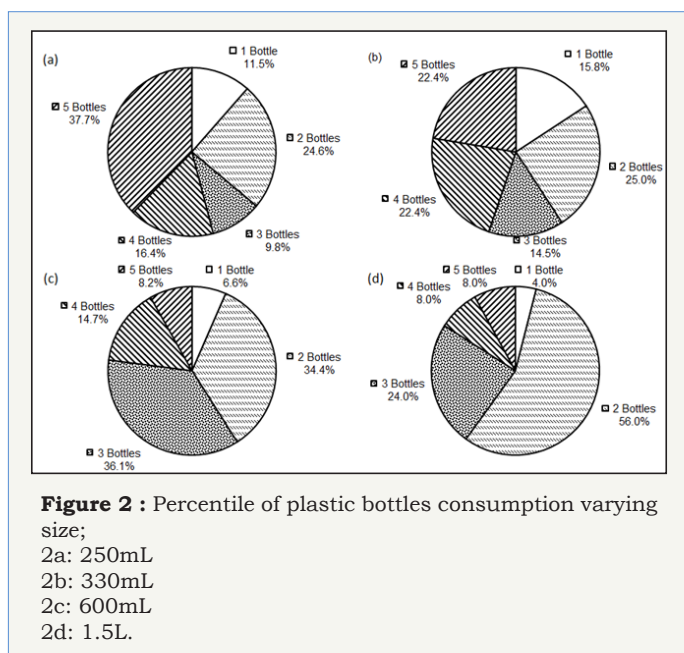 (a)
1 Bottle
11.5%
2 Bottles
24.6%
3 Bottles
9.8%
4 Bottles
16.4%
5 Bottles
37.7%
(b)
1 Bottle
15.8%
2 Bottles
25.0%
3 Bottles
14.5%
4 Bottles
22.4%
5 Bottles
22.4%
(c)
1 Bottle
6.6%
2 Bottles
34.4%
3 Bottles
36.1%
4 Bottles
14.7%
5 Bottles
8.2%
(d)
1 Bottle
4.0%
2 Bottles
56.0%
3 Bottles
24.0%
4 Bottles
8.0%
5 Bottles
8.0%
Figure 2 : Percentile of plastic bottles consumption varying
size;
2a: 250mL
2b: 330mL
2c: 600mL
2d: 1.5L.